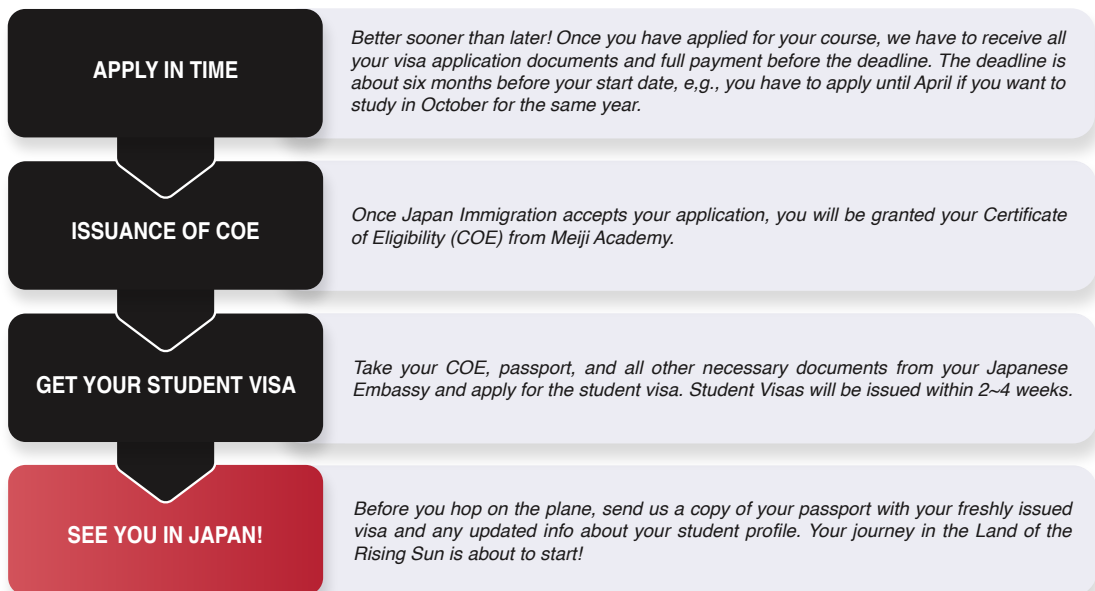 APPLY IN TIME
Better sooner than later! Once you have applied for your course, we have to receive all
your visa application documents and full payment before the deadline. The deadline is
about six months before your start date, e,g., you have to apply until April if you want to
study in October for the same year.
ISSUANCE OF COE
Once Japan Immigration accepts your application, you will be granted your Certificate
of Eligibility (COE) from Meiji Academy.
GET YOUR STUDENT VISA
Take your COE, passport, and all other necessary documents from your Japanese
Embassy and apply for the student visa. Student Visas will be issued within 2~4 weeks.
SEE YOU IN JAPAN!
Before you hop on the plane, send us a copy of your passport with your freshly issued
visa and any updated info about your student profile. Your journey in the Land of the
Rising Sun is about to start!